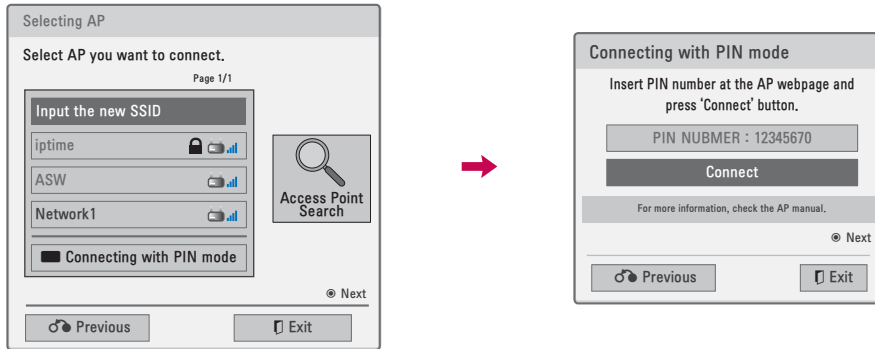 Selecting AP
Select AP you want to connect.
Page 1/1
Input the new SSID
iptime
ASW
Network1
Connecting with PIN mode
Access Point
Search
Next
Previous
Exit
Connecting with PIN mode
Insert PIN number at the AP webpage and
press ‘Connect’ button.
PIN NUBMER : 12345670
Connect
For more information, check the AP manual.
Next
Previous
Exit